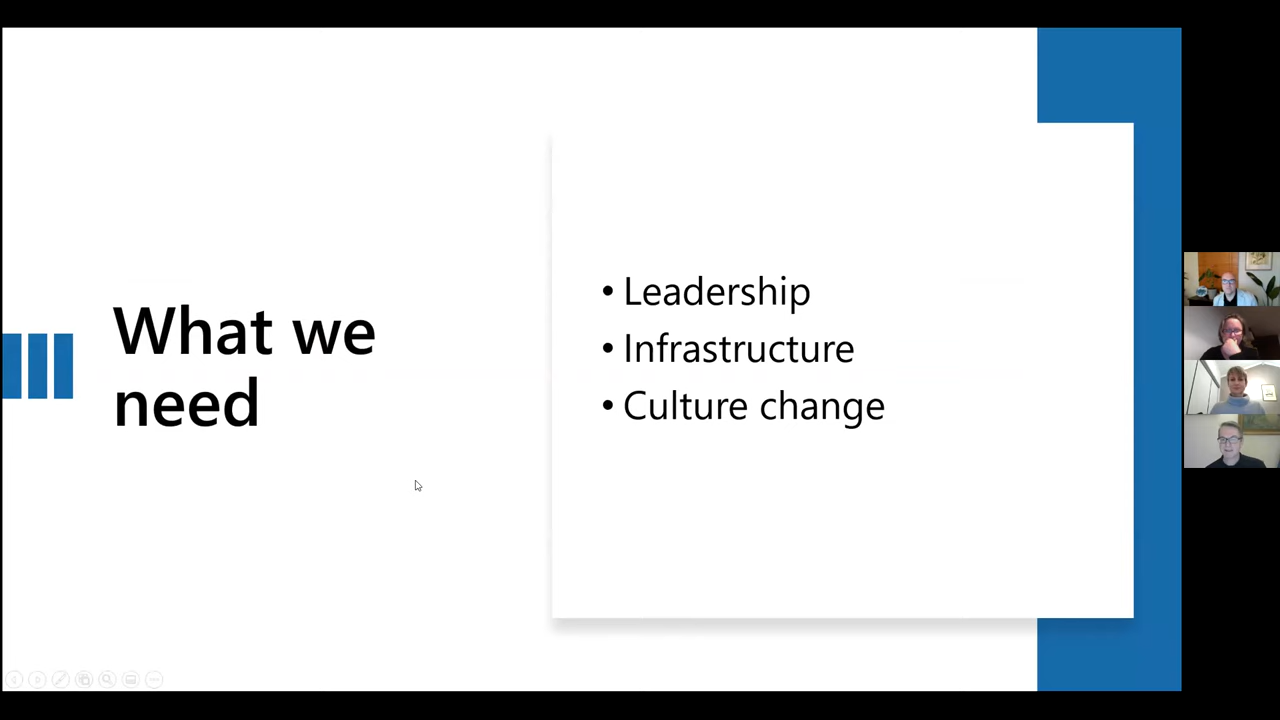 What we
need
• Leadership
• Infrastructure
• Culture change